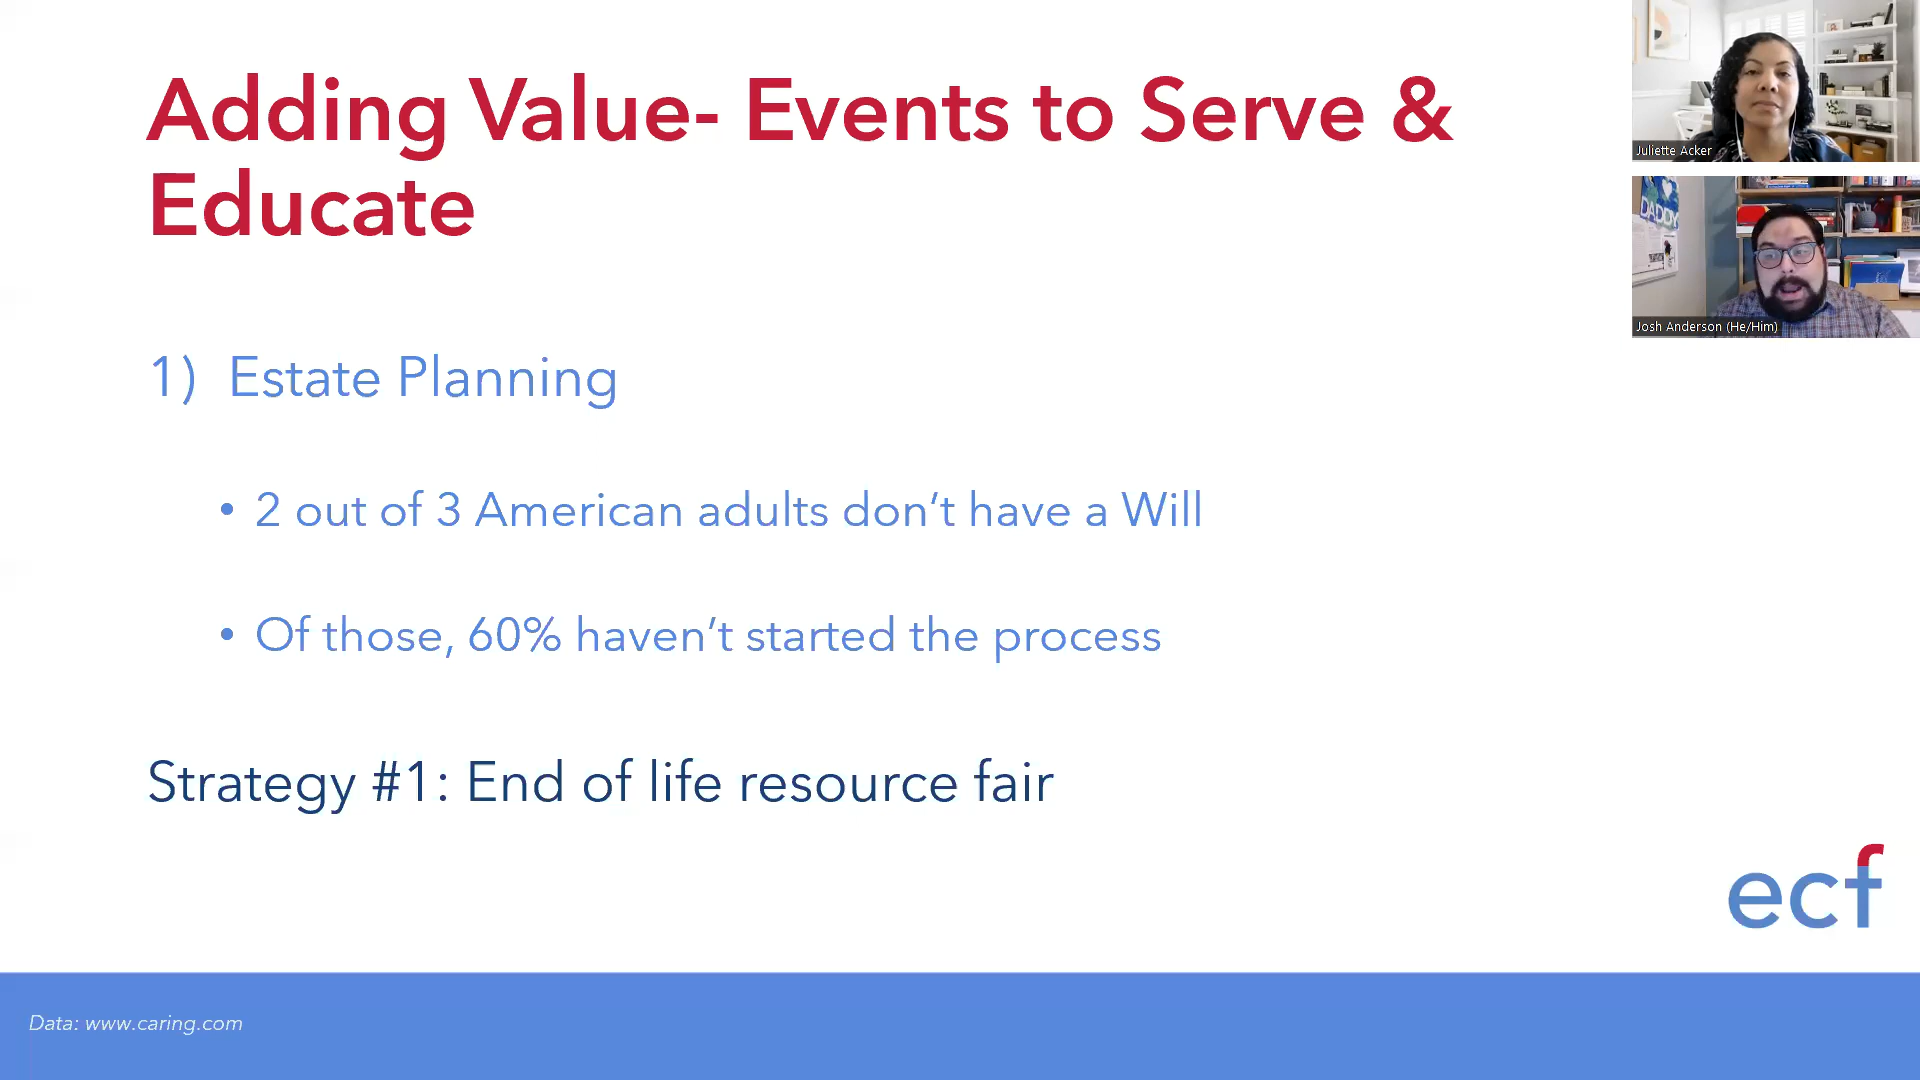 Adding Value- Events to Serve &
Educate
1) Estate Planning
• 2 out of 3 American adults don’t have a Will
• Of those, 60% haven’t started the process
Strategy #1: End of life resource fair
ecf
Data: www.caring.com
Juliette Acker
DADDY
Josh Anderson (He/Him)